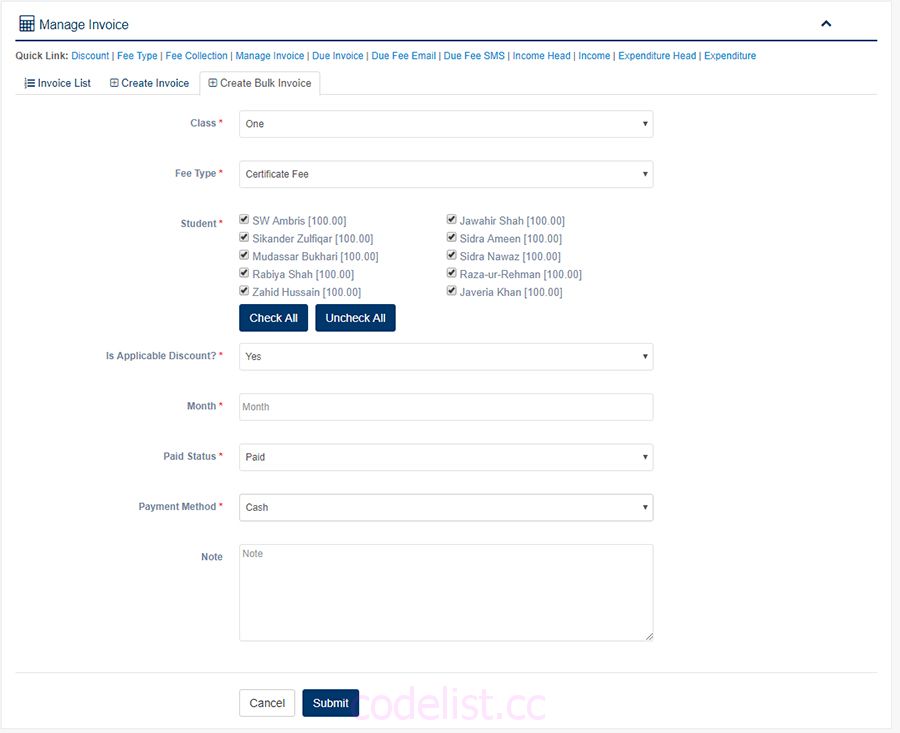 Manage Invoice
Quick Link: Discount | Fee Type | Fee Collection | Manage Invoice | Due Invoice | Due Fee Email | Due Fee SMS | Income Head | Income | Expenditure Head | Expenditure
Invoice List Create Invoice Create Bulk Invoice
Class * One
Fee Type * Certificate Fee
Student * SW Ambris [100.00] Jawahir Shah [100.00]
Sikander Zulfiqar [100.00] Sidra Ameen [100.00]
Mudassar Bukhari [100.00] Sidra Nawaz [100.00]
Rabiya Shah [100.00] Raza-ur-Rehman [100.00]
Zahid Hussain [100.00] Javeria Khan [100.00]
Check All Uncheck All
Is Applicable Discount? * Yes
Month * Month
Paid Status * Paid
Payment Method * Cash
Note Note
Cancel Submit codelist.cc